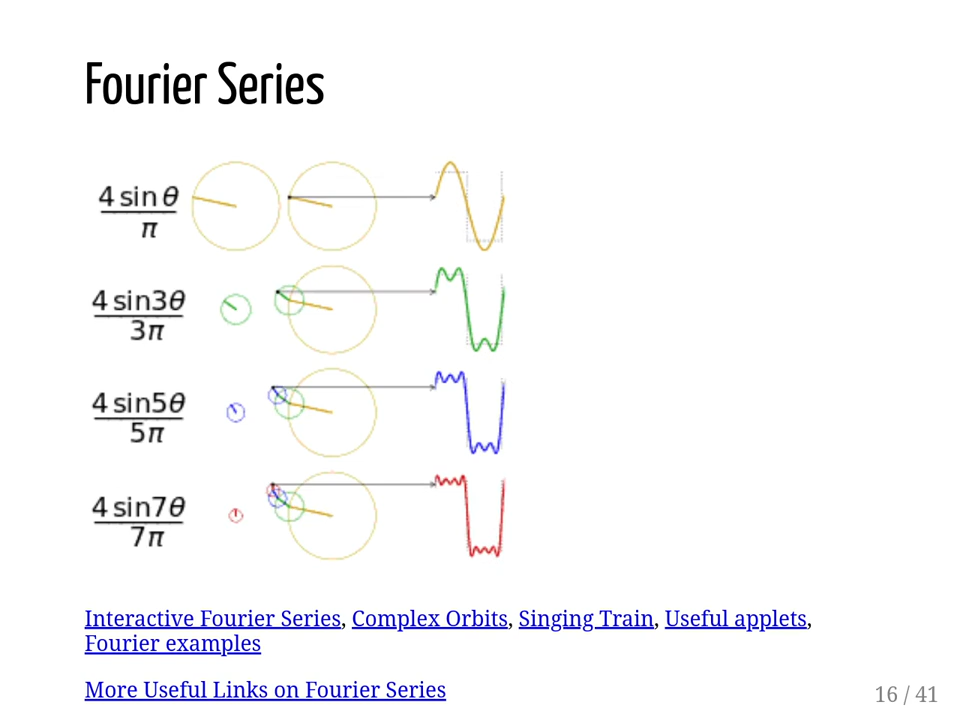 Fourier Series
4 sin θ
π
4 sin3θ
3π
4 sin5θ
5π
4 sin7θ
7π
Interactive Fourier Series, Complex Orbits, Singing Train, Useful applets,
Fourier examples
More Useful Links on Fourier Series
16 / 41